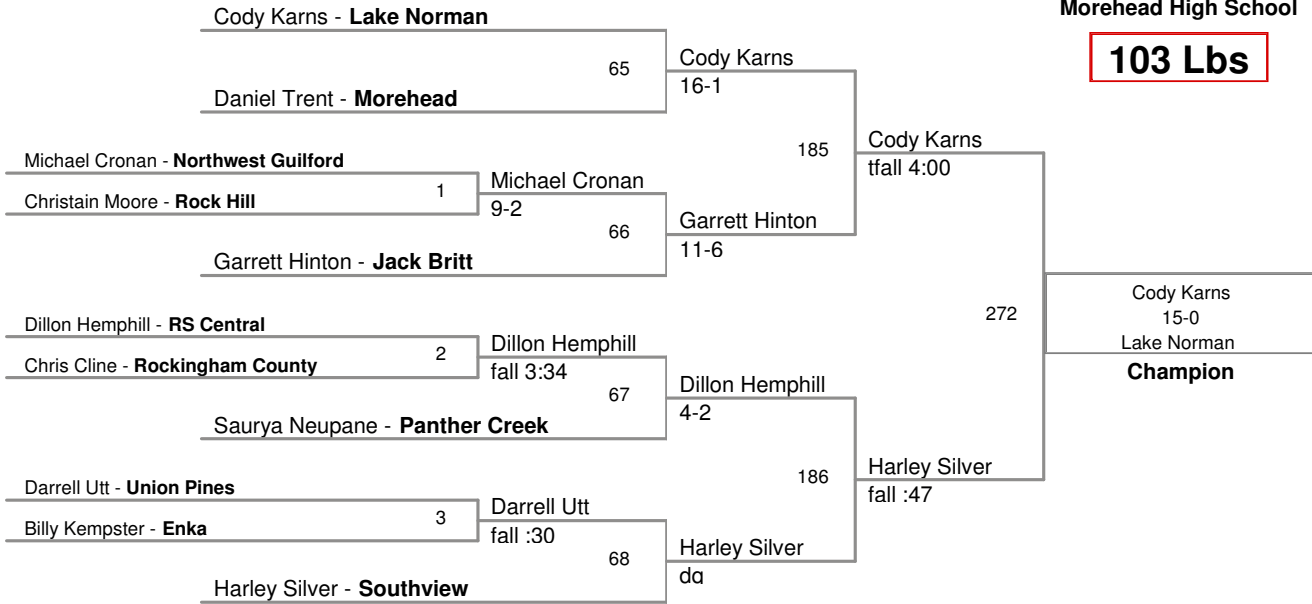 Morehead High School
103 Lbs
Cody Karns - Lake Norman
65
Daniel Trent - Morehead
Cody Karns
16-1
Michael Cronan - Northwest Guilford
1
Christain Moore - Rock Hill
Michael Cronan
9-2
66
Garrett Hinton - Jack Britt
Garrett Hinton
11-6
185
Cody Karns
tfall 4:00
Dillon Hemphill - RS Central
2
Chris Cline - Rockingham County
Dillon Hemphill
fall 3:34
67
Saurya Neupane - Panther Creek
Dillon Hemphill
4-2
Darrell Utt - Union Pines
3
Billy Kempster - Enka
Darrell Utt
fall :30
68
Harley Silver - Southview
Harley Silver
dq
186
Harley Silver
fall :47
272
Cody Karns
15-0
Lake Norman
Champion